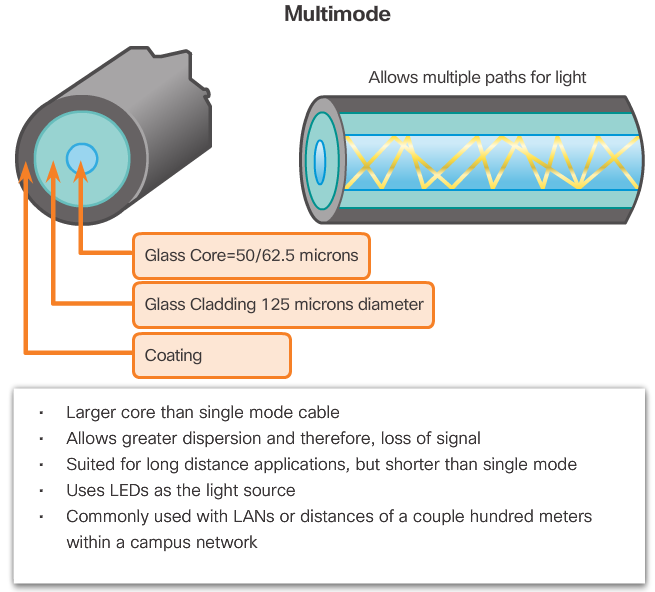 Multimode
Allows multiple paths for light
Glass Core=50/62.5 microns
Glass Cladding 125 microns diameter
Coating
· Larger core than single mode cable
· Allows greater dispersion and therefore, loss of signal
· Suited for long distance applications, but shorter than single mode
· Uses LEDs as the light source
· Commonly used with LANs or distances of a couple hundred meters
within a campus network